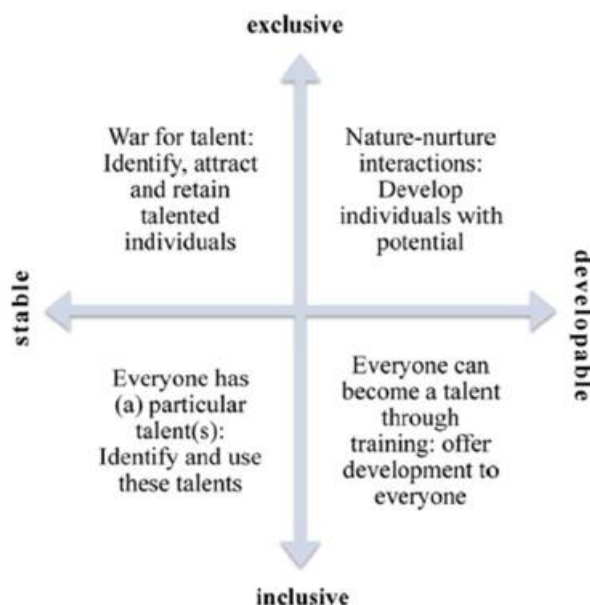 exclusive
War for talent:
Identify, attract
and retain
talented
individuals
Nature-nurture
interactions:
Develop
individuals with
potential
stable
developable
Everyone has
(a) particular
talent(s):
Identify and use
these talents
Everyone can
become a talent
through
training: offer
development to
everyone
inclusive